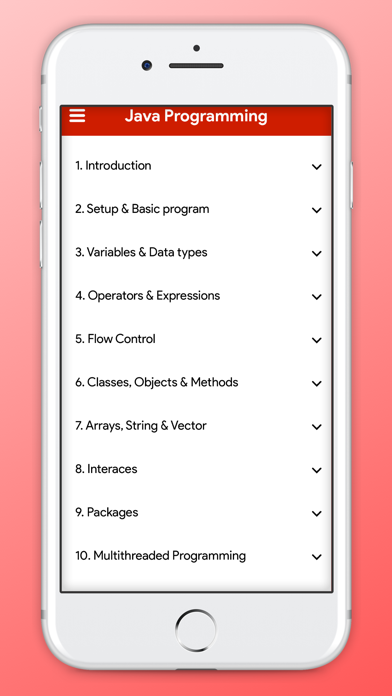 Java Programming
1. Introduction
2. Setup & Basic program
3. Variables & Data types
4. Operators & Expressions
5. Flow Control
6. Classes, Objects & Methods
7. Arrays, String & Vector
8. Interaces
9. Packages
10. Multithreaded Programming